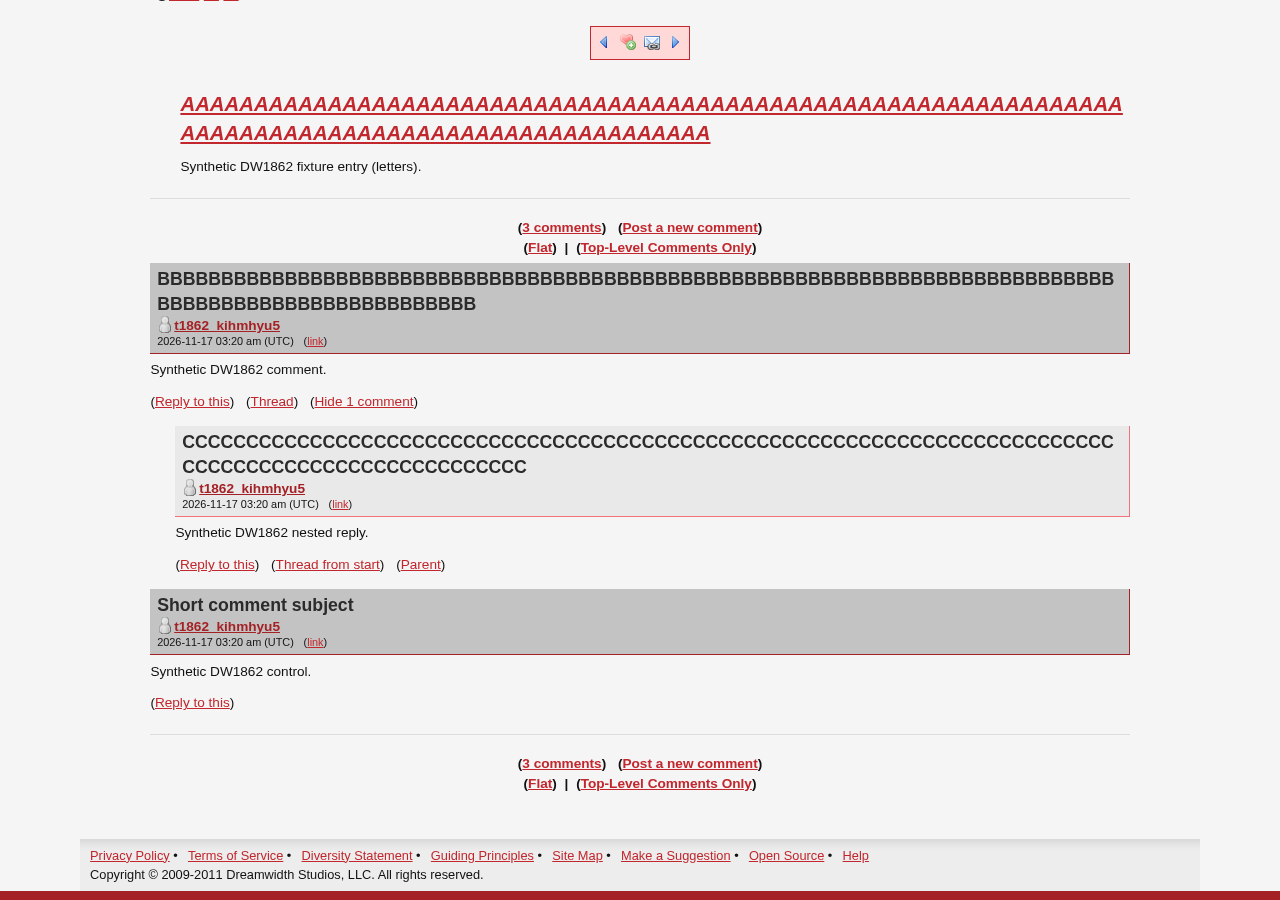 AAAAAAAAAAAAAAAAAAAAAAAAAAAAAAAAAAAAAAAAAAAAAAAAAAAAAAAAAAAAAAAA
AAAAAAAAAAAAAAAAAAAAAAAAAAAAAAAAAAAA
Synthetic DW1862 fixture entry (letters).
(3 comments) (Post a new comment)
(Flat) | (Top-Level Comments Only)
BBBBBBBBBBBBBBBBBBBBBBBBBBBBBBBBBBBBBBBBBBBBBBBBBBBBBBBBBBBBBBBBBBBBBBBBBBB
BBBBBBBBBBBBBBBBBBBBBBBBB
t1862_kihmhyu5
2026-11-17 03:20 am (UTC) (link)
Synthetic DW1862 comment.
(Reply to this) (Thread) (Hide 1 comment)
CCCCCCCCCCCCCCCCCCCCCCCCCCCCCCCCCCCCCCCCCCCCCCCCCCCCCCCCCCCCCCCCCCCCCCCCC
CCCCCCCCCCCCCCCCCCCCCCCCCCC
t1862_kihmhyu5
2026-11-17 03:20 am (UTC) (link)
Synthetic DW1862 nested reply.
(Reply to this) (Thread from start) (Parent)
Short comment subject
t1862_kihmhyu5
2026-11-17 03:20 am (UTC) (link)
Synthetic DW1862 control.
(Reply to this)
(3 comments) (Post a new comment)
(Flat) | (Top-Level Comments Only)
Privacy Policy • Terms of Service • Diversity Statement • Guiding Principles • Site Map • Make a Suggestion • Open Source • Help
Copyright © 2009-2011 Dreamwidth Studios, LLC. All rights reserved.